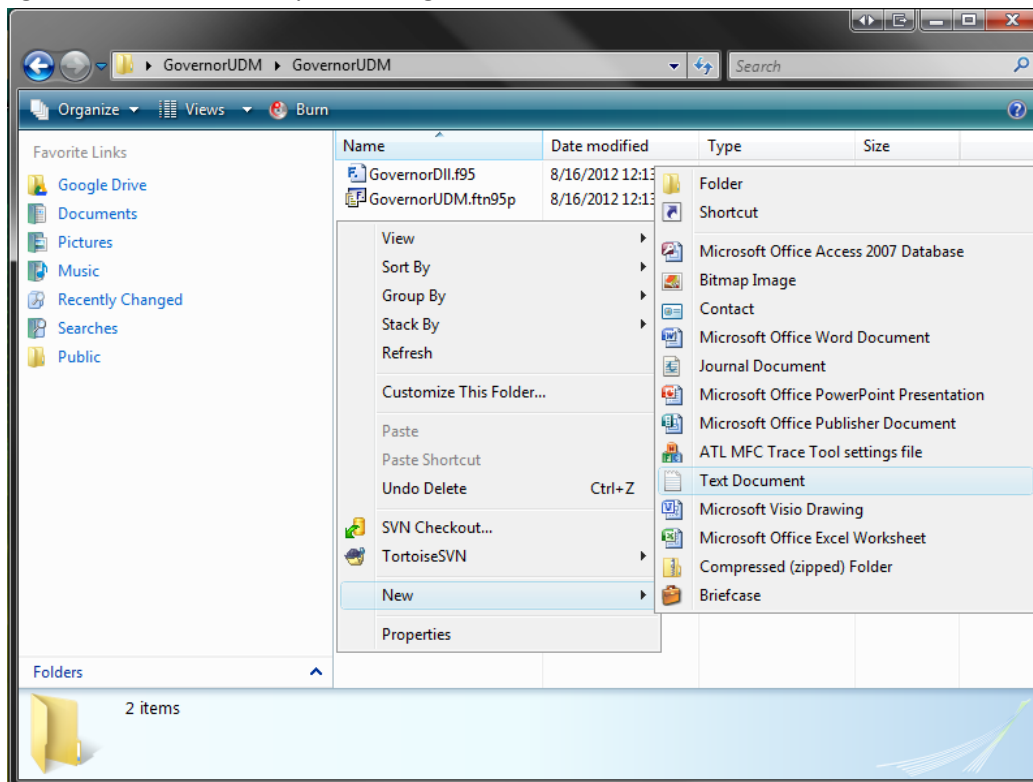 GovernorUDM GovernorUDM Search
Organize Views Burn
Favorite Links
Google Drive
Documents
Pictures
Music
Recently Changed
Searches
Public
Folders
Name Date modified Type Size
GovernorDll.f95 8/16/2012 12:13
GovernorUDM.ftn95p 8/16/2012 12:13
View
Sort By
Group By
Stack By
Refresh
Customize This Folder...
Paste
Paste Shortcut
Undo Delete Ctrl+Z
SVN Checkout...
TortoiseSVN
New
Properties
Folder
Shortcut
Microsoft Office Access 2007 Database
Bitmap Image
Contact
Microsoft Office Word Document
Journal Document
Microsoft Office PowerPoint Presentation
Microsoft Office Publisher Document
ATL MFC Trace Tool settings file
Text Document
Microsoft Visio Drawing
Microsoft Office Excel Worksheet
Compressed (zipped) Folder
Briefcase
2 items